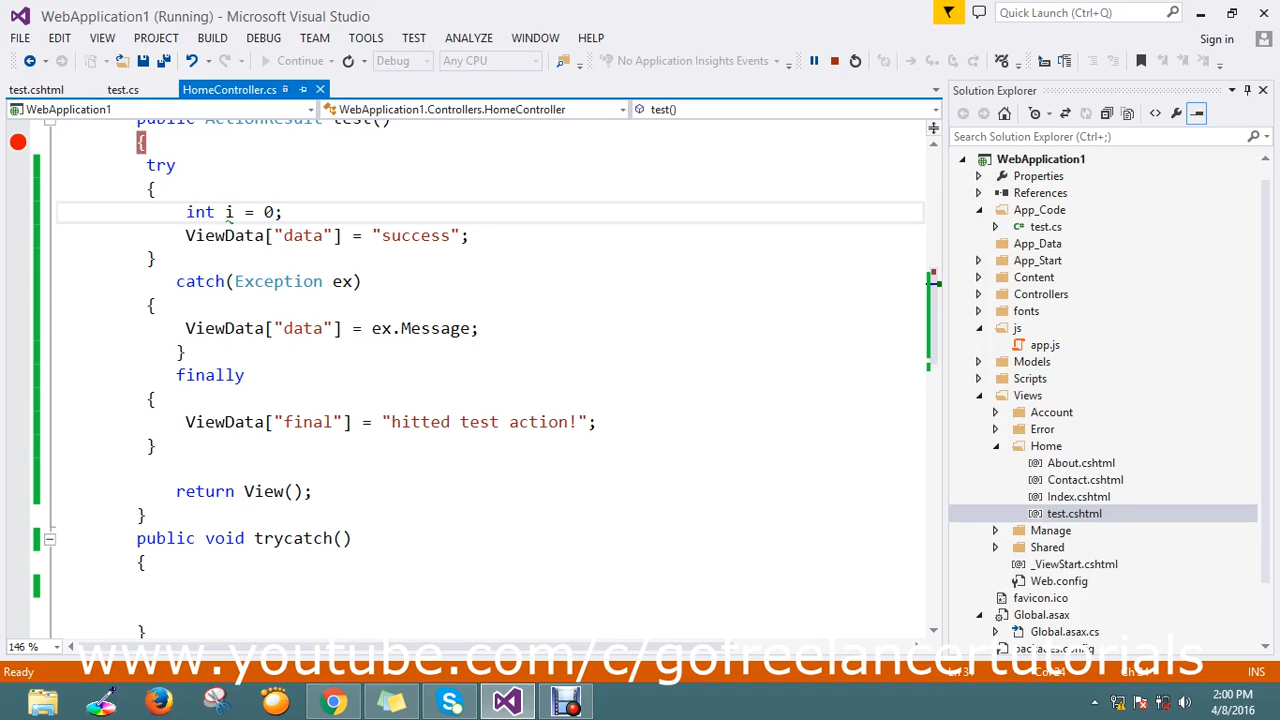 WebApplication1 (Running) - Microsoft Visual Studio
Quick Launch (Ctrl+Q)
FILE EDIT VIEW PROJECT BUILD DEBUG TEAM TOOLS TEST ANALYZE WINDOW HELP
Sign in
Continue Debug Any CPU No Application Insights Events
test.cshtml test.cs HomeController.cs
Solution Explorer
WebApplication1 WebApplication1.Controllers.HomeController test()
Search Solution Explorer (Ctrl+;)
public ActionResult test()
{
try
{
int i = 0;
ViewData["data"] = "success";
}
catch(Exception ex)
{
ViewData["data"] = ex.Message;
}
finally
{
ViewData["final"] = "hitted test action!";
}
return View();
}
public void trycatch()
{
}
WebApplication1
Properties
References
App_Code
test.cs
App_Data
App_Start
Content
Controllers
fonts
js
app.js
Models
Scripts
Views
Account
Error
Home
About.cshtml
Contact.cshtml
Index.cshtml
test.cshtml
Manage
Shared
_ViewStart.cshtml
Web.config
favicon.ico
Global.asax
Global.asax.cs
packages.config
146 %
www.youtube.com/c/gofreelancertutorials
Ready INS
2:00 PM
4/8/2016